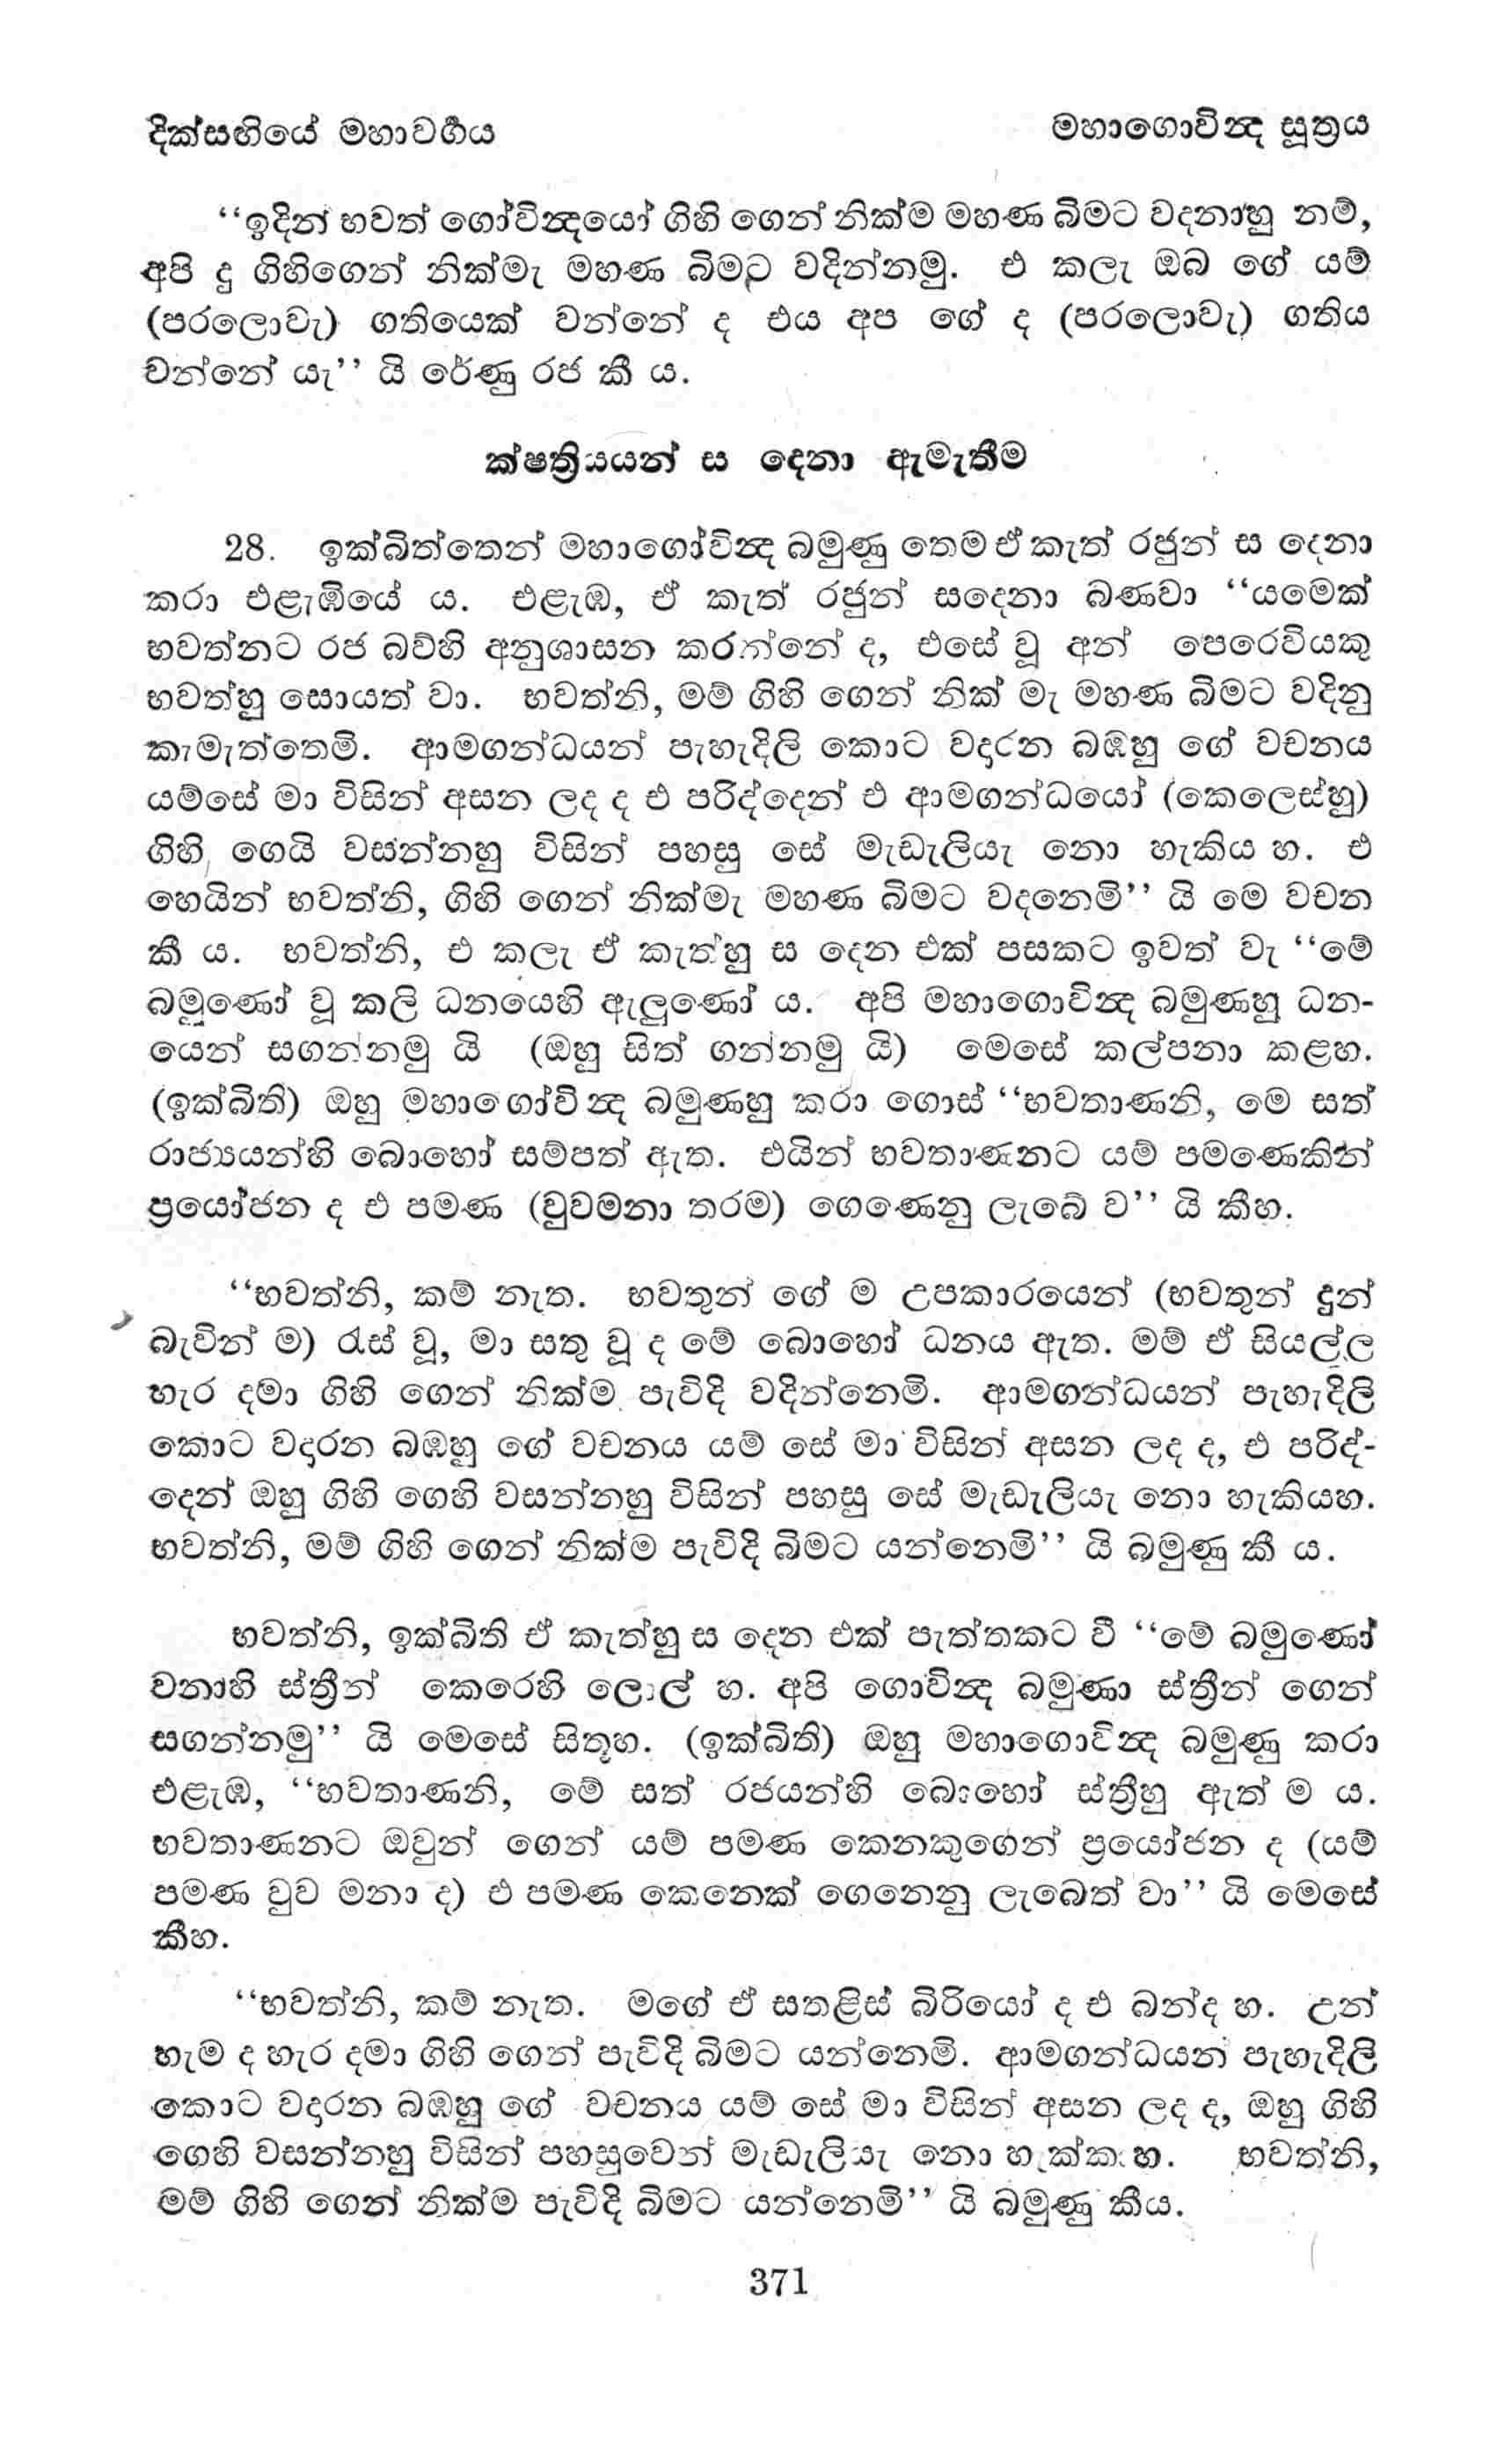 දික්සඟියේ මහාවර්‍ගය
මහාගොවින්‍ද සූත්‍රය
‘‘ඉදින් භවත් ගෝවින්‍දයෝ ගිහි ගෙන් නික්ම මහණ බිමට වදනාහු නම්,
අපි දු ගිහිගෙන් නික්මැ මහණ බිමට වදින්නමු. එ කලැ ඔබ ගේ යම්
(පරලොවැ) ගතියෙක් වන්නේ ද එය අප ගේ ද (පරලොවැ) ගතිය
වන්නේ යැ’’ යි රේණු රජ කී ය.
ක්ෂත්‍රියයන් ස දෙනා ඇමැතීම
28. ඉක්බිත්තෙන් මහාගෝවින්‍ද බමුණු තෙම ඒ කැත් රජුන් ස දෙනා
කරා එළැඹියේ ය. එළැඹ, ඒ කැත් රජුන් සදෙනා බණවා ‘‘යමෙක්
භවත්නට රජ බව්හි අනුශාසන කරන්නේ ද, එසේ වූ අන් පෙරෙවියකු
භවත්හු සොයත් වා. භවත්නි, මම් ගිහි ගෙන් නික් මැ මහණ බිමට වදිනු
කැමැත්තෙමි. ආමගන්ධයන් පැහැදිලි කොට වදාරන බඹහු ගේ වචනය
යම්සේ මා විසින් අසන ලද ද එ පරිද්දෙන් එ ආමගන්ධයෝ (කෙලෙස්හු)
ගිහි ගෙයි වසන්නහු විසින් පහසු සේ මැඩැලියැ නො හැකිය හ. එ
හෙයින් භවත්නි, ගිහි ගෙන් නික්මැ මහණ බිමට වදනෙමි’’ යි මෙ වචන
කී ය. භවත්නි, එ කලැ ඒ කැත්හු ස දෙන එක් පසකට ඉවත් වැ ‘‘මේ
බමුණෝ වූ කලි ධනයෙහි ඇලුණෝ ය. අපි මහාගොවින්‍ද බමුණහු ධන-
යෙන් සගන්නමු යි (ඔහු සිත් ගන්නමු යි) මෙසේ කල්පනා කළහ.
(ඉක්බිති) ඔහු මහාගෝවින්‍ද බමුණහු කරා ගොස් ‘‘භවතාණනි, මෙ සත්
රාජ්‍යයන්හි බොහෝ සම්පත් ඇත. එයින් භවතාණනට යම් පමණෙකින්
ප්‍රයෝජන ද එ පමණ (වුවමනා තරම) ගෙණෙනු ලැබේ ව’’ යි කීහ.
‘‘භවත්නි, කම් නැත. භවතුන් ගේ ම උපකාරයෙන් (භවතුන් දුන්
බැවින් ම) රැස් වූ, මා සතු වූ ද මේ බොහෝ ධනය ඇත. මම් ඒ සියල්ල
හැර දමා ගිහි ගෙන් නික්ම පැවිදි වදින්නෙමි. ආමගන්ධයන් පැහැදිලි
කොට වදාරන බඹහු ගේ වචනය යම් සේ මා විසින් අසන ලද ද, එ පරිද්-
දෙන් ඔහු ගිහි ගෙහි වසන්නහු විසින් පහසු සේ මැඩැලියැ නො හැකියහ.
භවත්නි, මම් ගිහි ගෙන් නික්ම පැවිදි බිමට යන්නෙමි’’ යි බමුණු කී ය.
භවත්නි, ඉක්බිති ඒ කැත්හු ස දෙන එක් පැත්තකට වී ‘‘මේ බමුණෝ
වනාහි ස්ත්‍රීන් කෙරෙහි ලොල් හ. අපි ගොවින්‍ද බමුණා ස්ත්‍රීන් ගෙන්
සගන්නමු’’ යි මෙසේ සිතූහ. (ඉක්බිති) ඔහු මහාගොවින්‍ද බමුණු කරා
එළැඹ, ‘‘භවතාණනි, මේ සත් රජයන්හි බොහෝ ස්ත්‍රීහු ඇත් ම ය.
භවතාණනට ඔවුන් ගෙන් යම් පමණ කෙනකුගෙන් ප්‍රයෝජන ද (යම්
පමණ වුව මනා ද) එ පමණ කෙනෙක් ගෙනෙනු ලැබෙත් වා’’ යි මෙසේ
කීහ.
‘‘භවත්නි, කම් නැත. මගේ ඒ සතළිස් බිරියෝ ද එ බන්ද හ. උන්
හැම ද හැර දමා ගිහි ගෙන් පැවිදි බිමට යන්නෙමි. ආමගන්ධයන් පැහැදිලි
කොට වදාරන බඹහු ගේ වචනය යම් සේ මා විසින් අසන ලද ද, ඔහු ගිහි
ගෙහි වසන්නහු විසින් පහසුවෙන් මැඩැලියැ නො හැක්කාහ. භවත්නි,
මම් ගිහි ගෙන් නික්ම පැවිදි බිමට යන්නෙමි’’ යි බමුණු කීය.
371